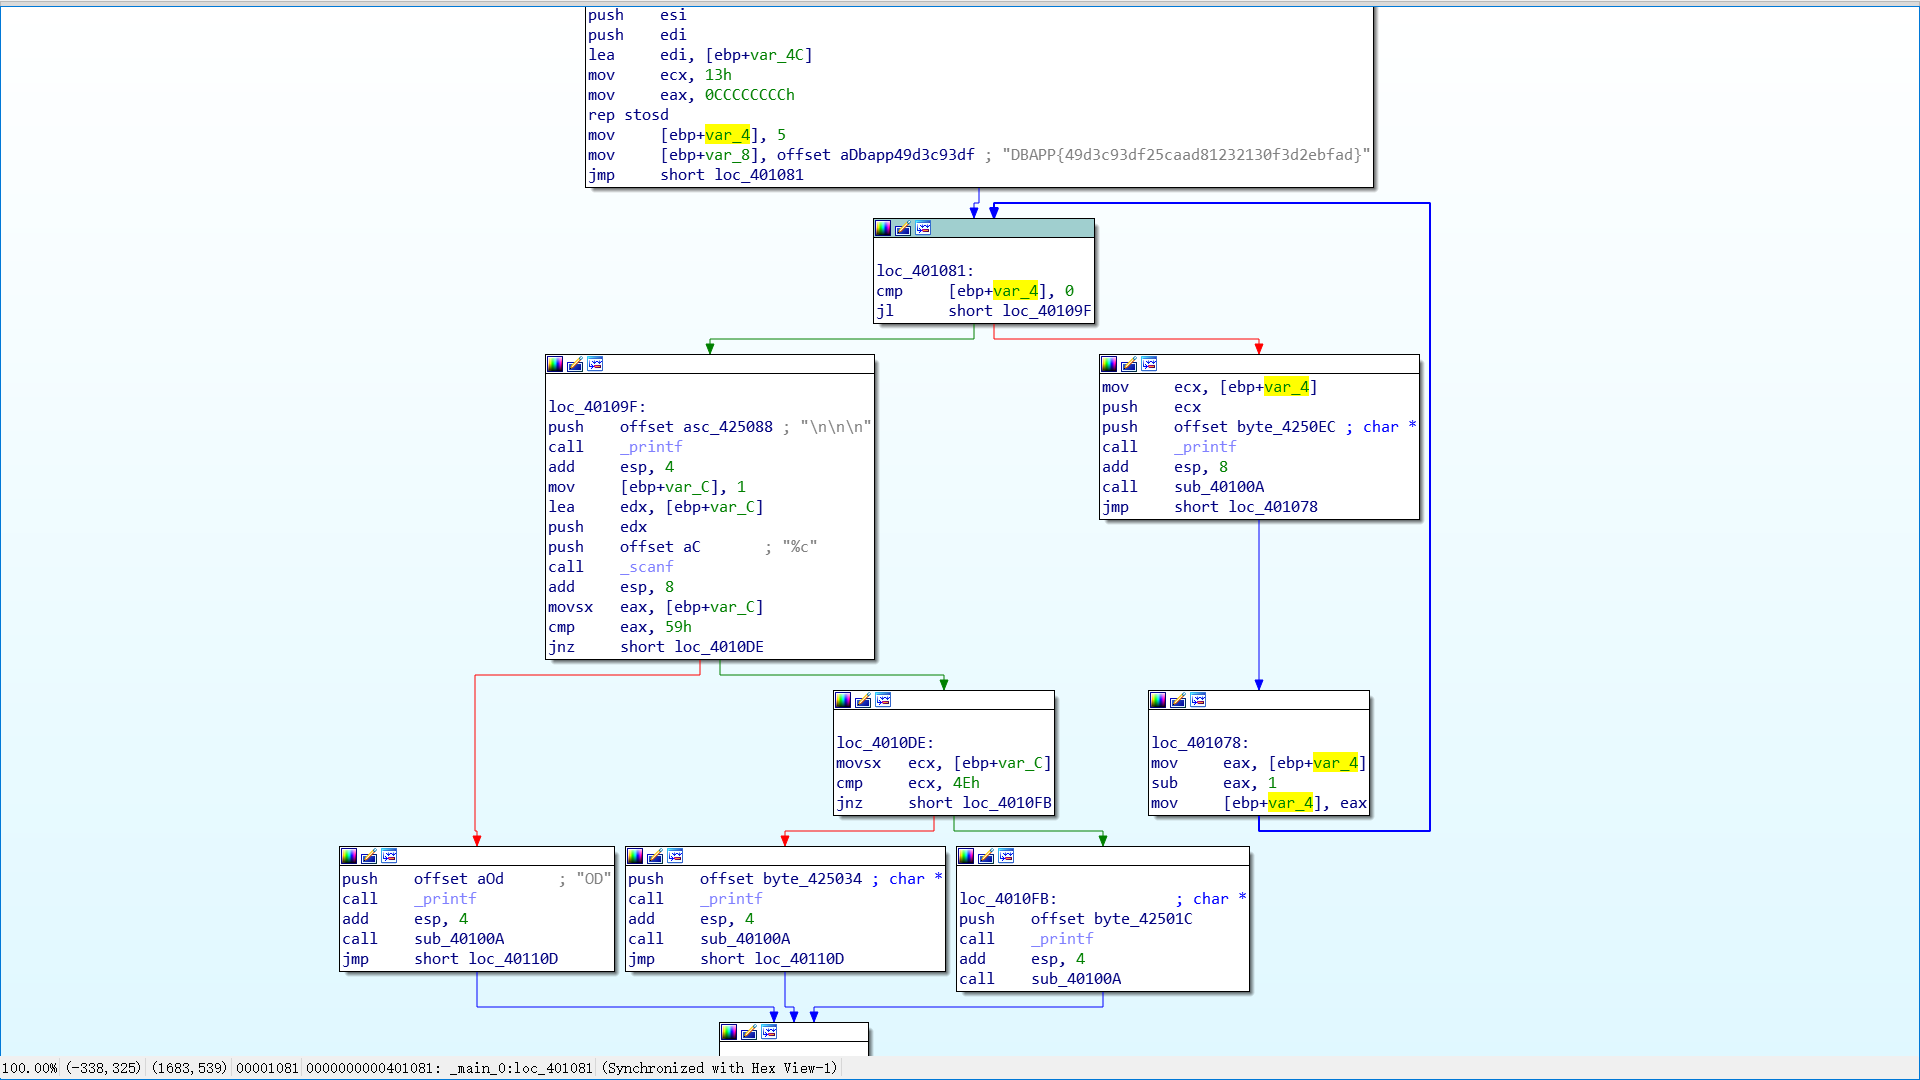 push    esi
push    edi
lea     edi, [ebp+var_4C]
mov     ecx, 13h
mov     eax, 0CCCCCCCCh
rep stosd
mov     [ebp+var_4], 5
mov     [ebp+var_8], offset aDbapp49d3c93df ; "DBAPP{49d3c93df25caad81232130f3d2ebfad}"
jmp     short loc_401081
loc_401081:
cmp     [ebp+var_4], 0
jl      short loc_40109F
loc_40109F:
push    offset asc_425088 ; "\n\n\n"
call    _printf
add     esp, 4
mov     [ebp+var_C], 1
lea     edx, [ebp+var_C]
push    edx
push    offset aC       ; "%c"
call    _scanf
add     esp, 8
movsx   eax, [ebp+var_C]
cmp     eax, 59h
jnz     short loc_4010DE
mov     ecx, [ebp+var_4]
push    ecx
push    offset byte_4250EC ; char *
call    _printf
add     esp, 8
call    sub_40100A
jmp     short loc_401078
loc_4010DE:
movsx   ecx, [ebp+var_C]
cmp     ecx, 4Eh
jnz     short loc_4010FB
loc_401078:
mov     eax, [ebp+var_4]
sub     eax, 1
mov     [ebp+var_4], eax
push    offset aOd      ; "OD"
call    _printf
add     esp, 4
call    sub_40100A
jmp     short loc_40110D
push    offset byte_425034 ; char *
call    _printf
add     esp, 4
call    sub_40100A
jmp     short loc_40110D
loc_4010FB:             ; char *
push    offset byte_42501C
call    _printf
add     esp, 4
call    sub_40100A
100.00% (-338,325) (1683,539) 00001081 0000000000401081: _main_0:loc_401081 (Synchronized with Hex View-1)